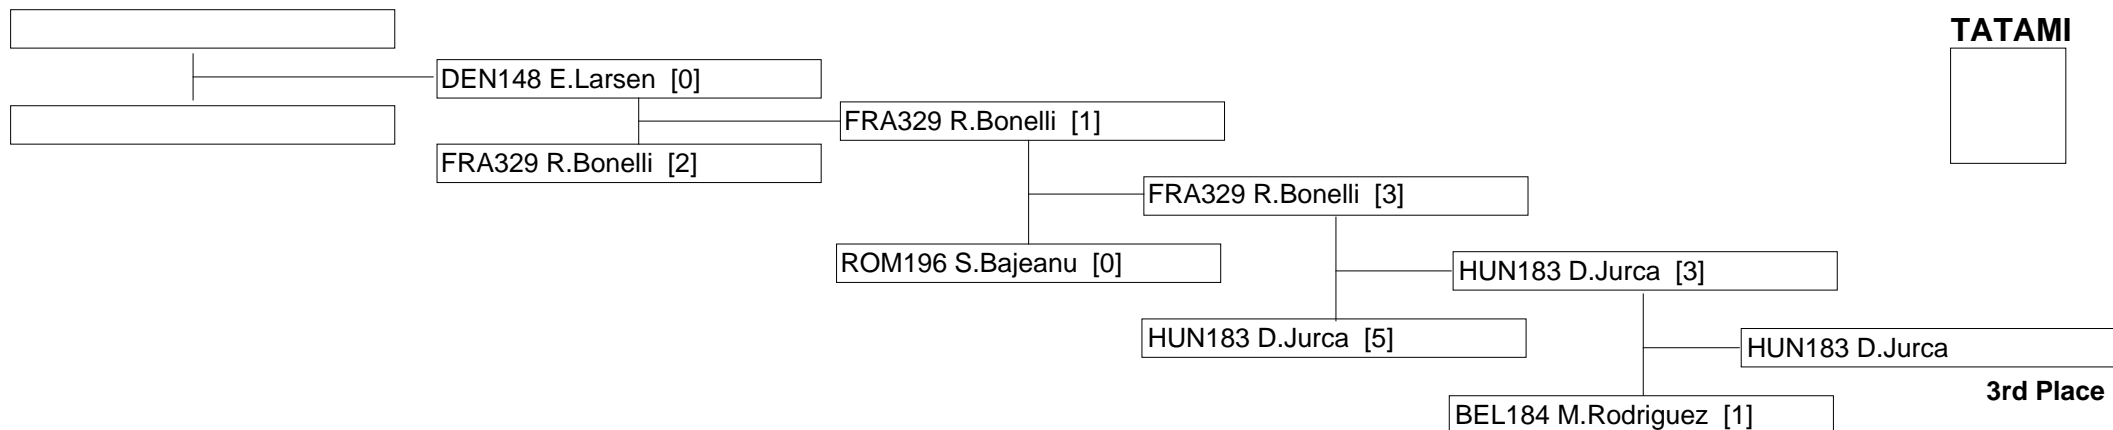 TATAMI
DEN148 E.Larsen [0]
FRA329 R.Bonelli [1]
FRA329 R.Bonelli [2]
FRA329 R.Bonelli [3]
ROM196 S.Bajeanu [0]
HUN183 D.Jurca [3]
HUN183 D.Jurca [5]
HUN183 D.Jurca
3rd Place
BEL184 M.Rodriguez [1]